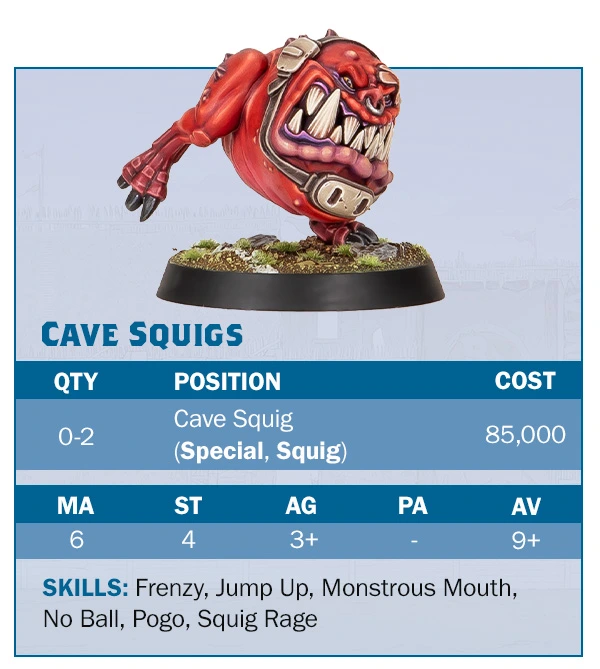 CAVE SQUIGS
QTY POSITION COST
0-2 Cave Squig (Special, Squig) 85,000
MA ST AG PA AV
6 4 3+ - 9+
SKILLS: Frenzy, Jump Up, Monstrous Mouth,
No Ball, Pogo, Squig Rage